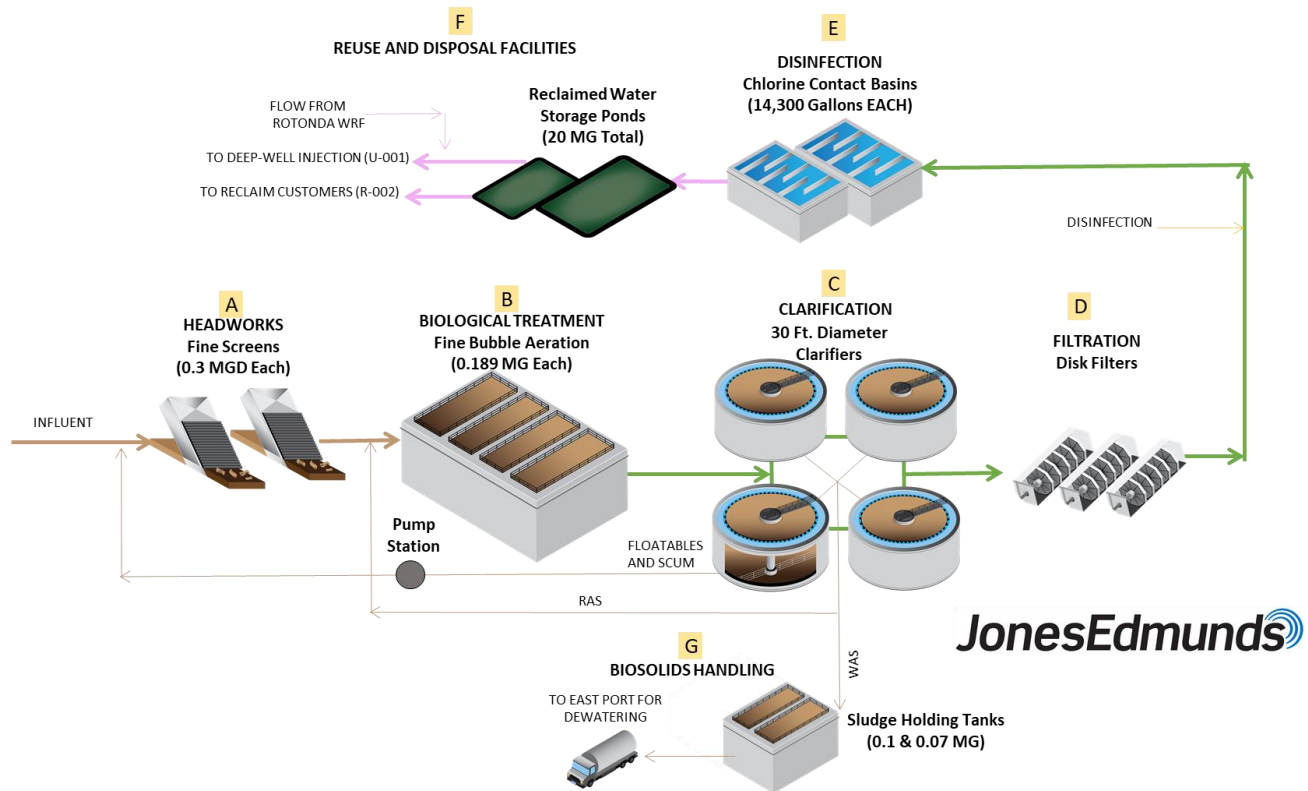 F
REUSE AND DISPOSAL FACILITIES
FLOW FROM
ROTONDA WRF
TO DEEP-WELL INJECTION (U-001)
TO RECLAIM CUSTOMERS (R-002)
Reclaimed Water
Storage Ponds
(20 MG Total)
E
DISINFECTION
Chlorine Contact Basins
(14,300 Gallons EACH)
DISINFECTION
A
HEADWORKS
Fine Screens
(0.3 MGD Each)
INFLUENT
B
BIOLOGICAL TREATMENT
Fine Bubble Aeration
(0.189 MG Each)
C
CLARIFICATION
30 Ft. Diameter
Clarifiers
D
FILTRATION
Disk Filters
Pump
Station
FLOATABLES
AND SCUM
RAS
WAS
JonesEdmunds
G
BIOSOLIDS HANDLING
TO EAST PORT FOR
DEWATERING
Sludge Holding Tanks
(0.1 & 0.07 MG)